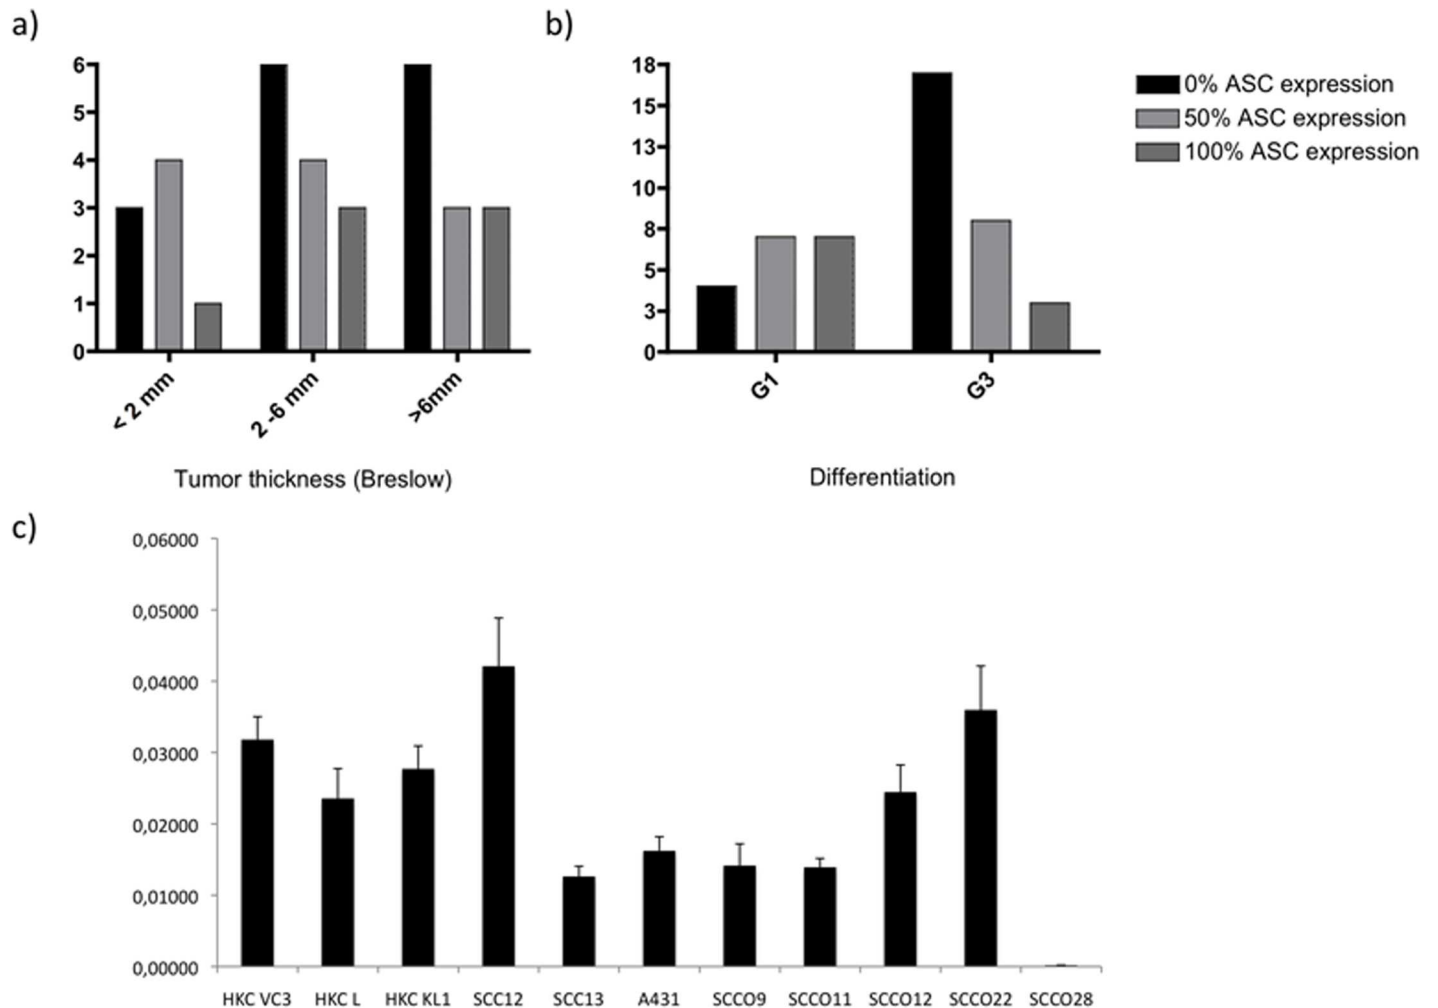 a)
6
5
4
3
2
1
0
< 2 mm
2 -6 mm
>6mm
Tumor thickness (Breslow)
b)
18
15
13
10
8
5
3
0
G1
G3
Differentiation
0% ASC expression
50% ASC expression
100% ASC expression
c)
0,06000
0,05000
0,04000
0,03000
0,02000
0,01000
0,00000
HKC VC3 HKC L HKC KL1 SCC12 SCC13 A431 SCCO9 SCCO11 SCCO12 SCCO22 SCCO28